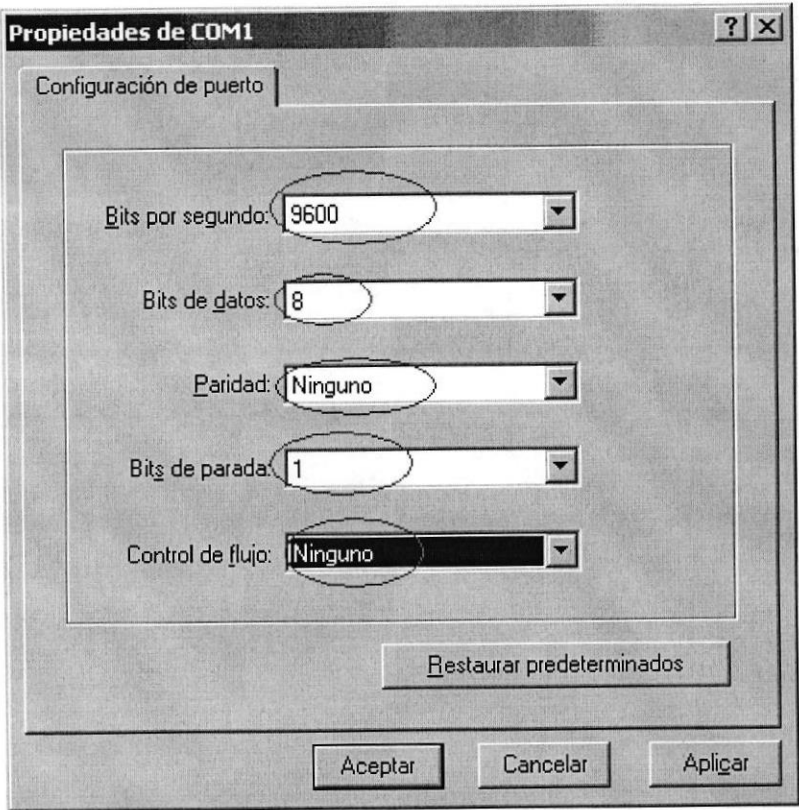 Propiedades de COM1
Configuración de puerto
Bits por segundo: 9600
Bits de datos: 8
Paridad: Ninguno
Bits de parada: 1
Control de flujo: Ninguno
Restaurar predeterminados
Aceptar Cancelar Aplicar